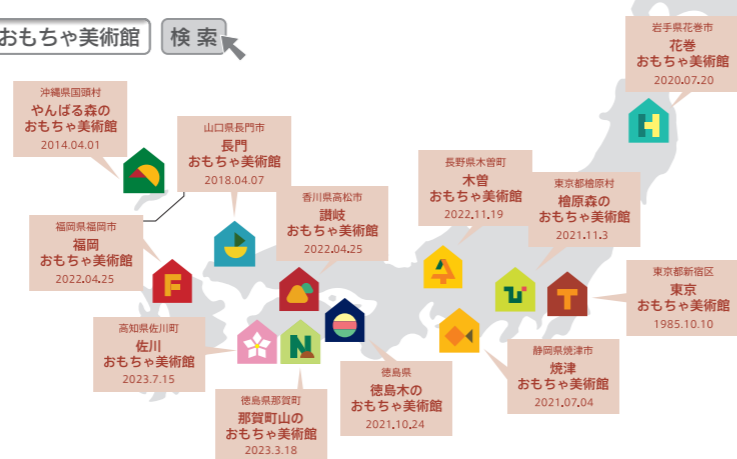 おもちゃ美術館
検索
岩手県花巻市
花巻
おもちゃ美術館
2020.07.20
沖縄県国頭村
やんばる森の
おもちゃ美術館
2014.04.01
山口県長門市
長門
おもちゃ美術館
2018.04.07
長野県木曽町
木曽
おもちゃ美術館
2022.11.19
東京都檜原村
檜原森の
おもちゃ美術館
2021.11.3
香川県高松市
讃岐
おもちゃ美術館
2022.04.25
福岡県福岡市
福岡
おもちゃ美術館
2022.04.25
東京都新宿区
東京
おもちゃ美術館
1985.10.10
高知県佐川町
佐川
おもちゃ美術館
2023.7.15
静岡県焼津市
焼津
おもちゃ美術館
2021.07.04
徳島県
徳島木の
おもちゃ美術館
2021.10.24
徳島県那賀町
那賀町山の
おもちゃ美術館
2023.3.18
H
F
T
N